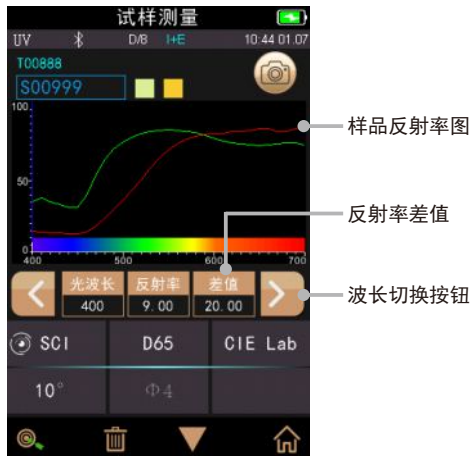 试样测量
UV D/8 I+E 10:44 01.07
T00888
S00999
100
样品反射率图
50
反射率差值
0
400 500 600 700
光波长 反射率 差值
400 9.00 20.00
波长切换按钮
SCI D65 CIE Lab
10° Φ4